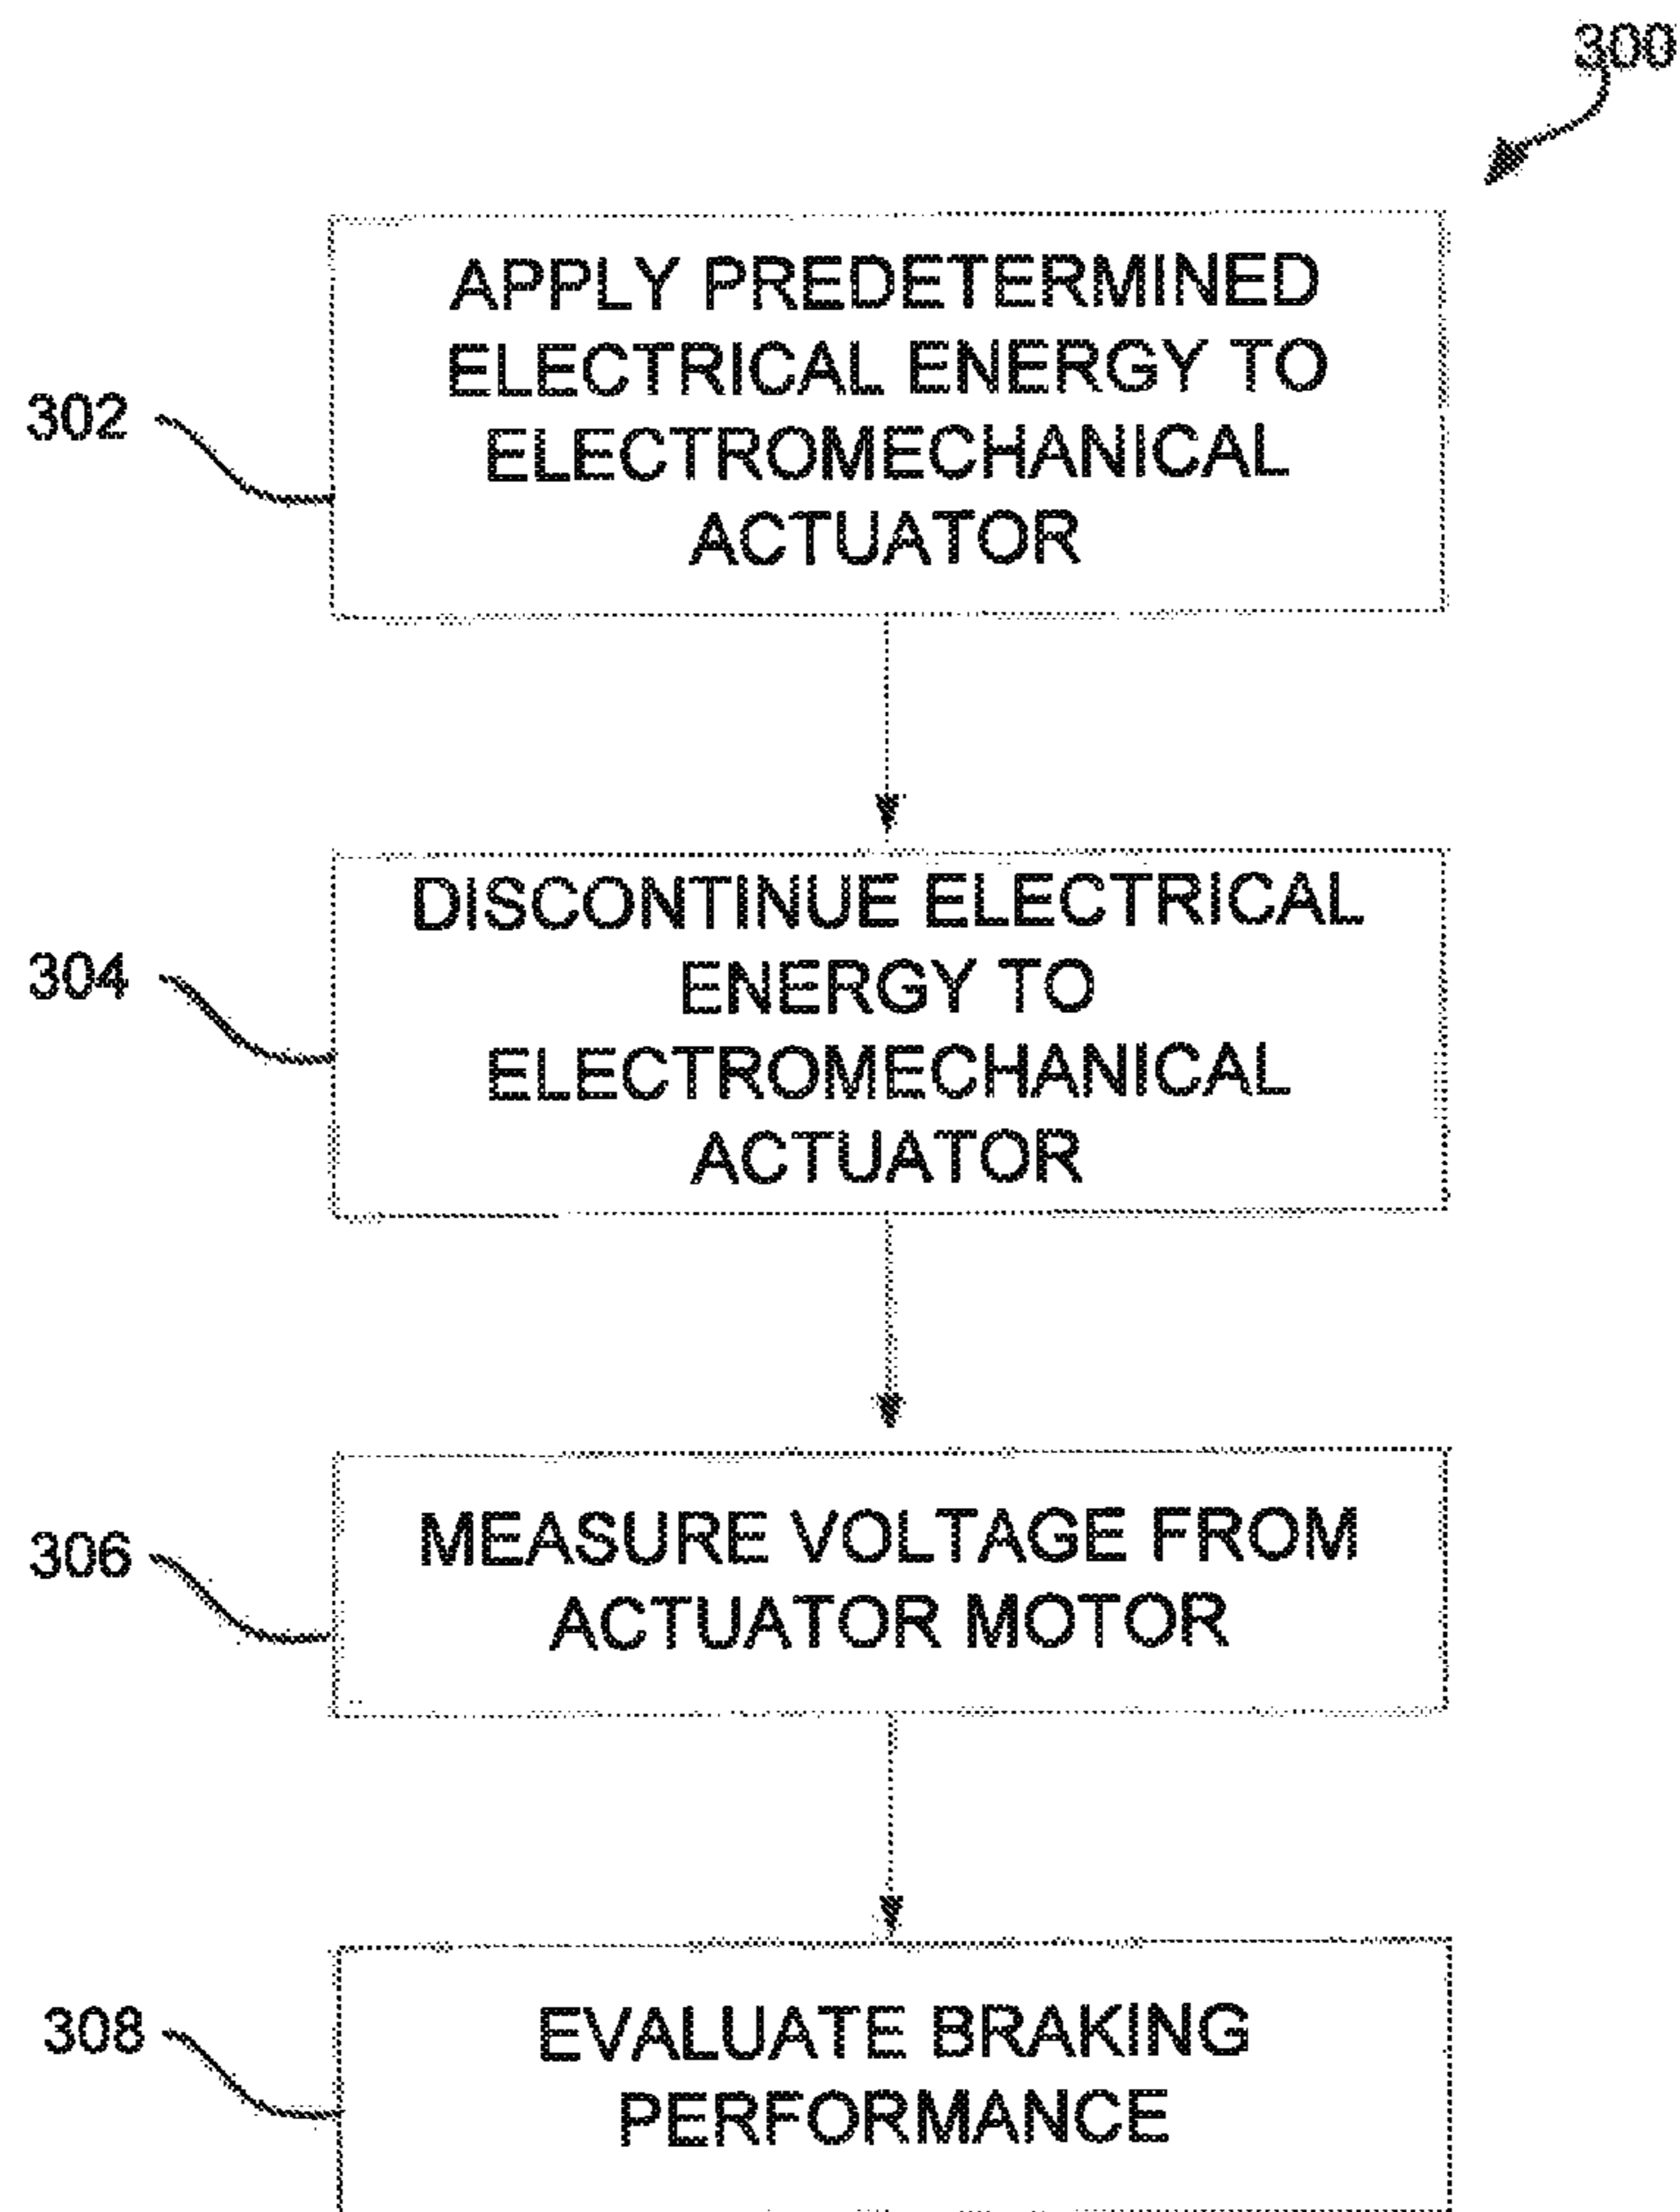 300
APPLY PREDETERMINED
ELECTRICAL ENERGY TO
302
ELECTROMECHANICAL
ACTUATOR
DISCONTINUE ELECTRICAL
304
ENERGY TO
ELECTROMECHANICAL
ACTUATOR
306
MEASURE VOLTAGE FROM
ACTUATOR MOTOR
308
EVALUATE BRAKING
PERFORMANCE